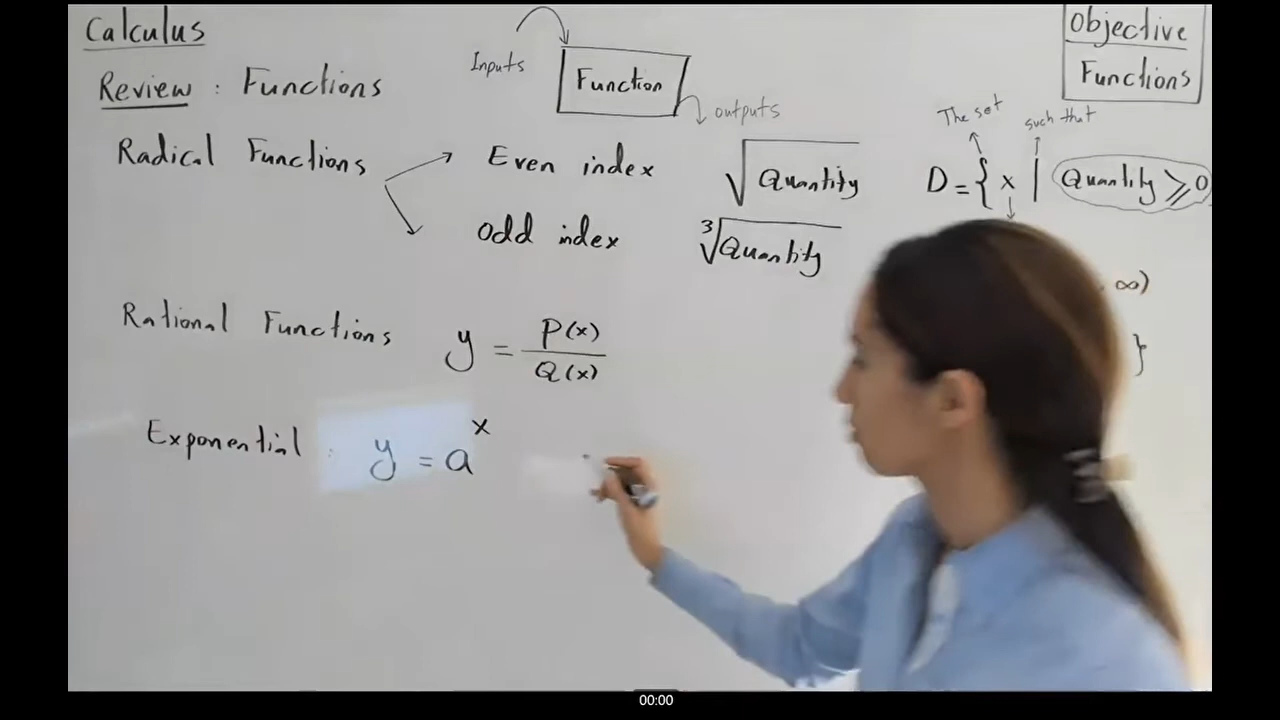 Calculus
Objective
Functions
Review : Functions
Inputs
Function
outputs
Radical Functions
Even index √Quantity
The set
such that
D = { x | Quantity ⩾ 0
Odd index ³√Quantity
∞)
}
Rational Functions y = P(x) / Q(x)
Exponential : y = a^x
00:00